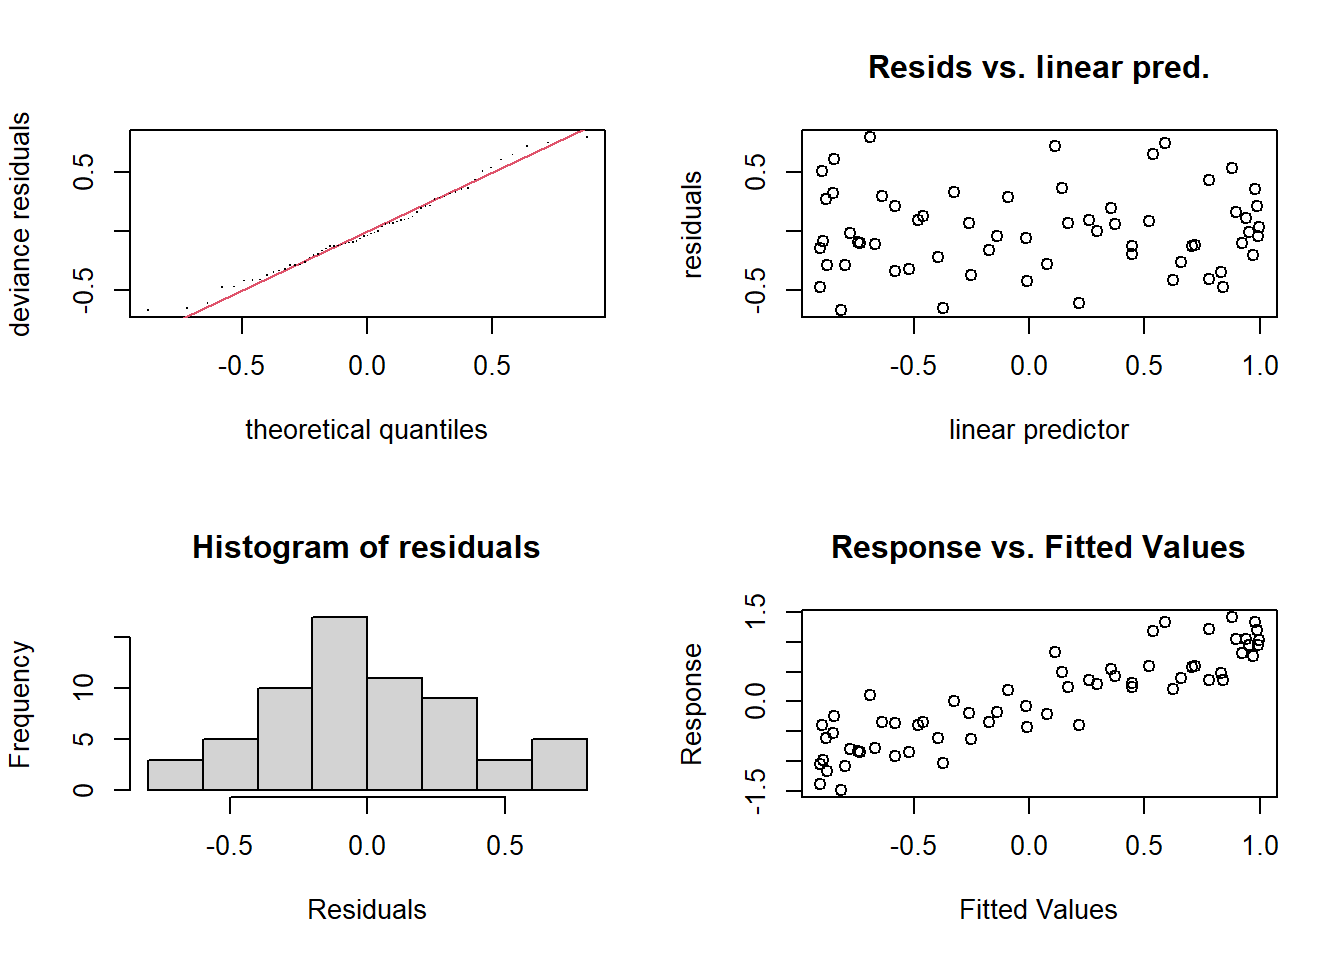 deviance residuals
0.5
-0.5
-0.5 0.0 0.5
theoretical quantiles
Resids vs. linear pred.
residuals
0.5
-0.5
-0.5 0.0 0.5 1.0
linear predictor
Histogram of residuals
Frequency
10
5
0
-0.5 0.0 0.5
Residuals
Response vs. Fitted Values
Response
1.5
0.0
-1.5
-0.5 0.0 0.5 1.0
Fitted Values